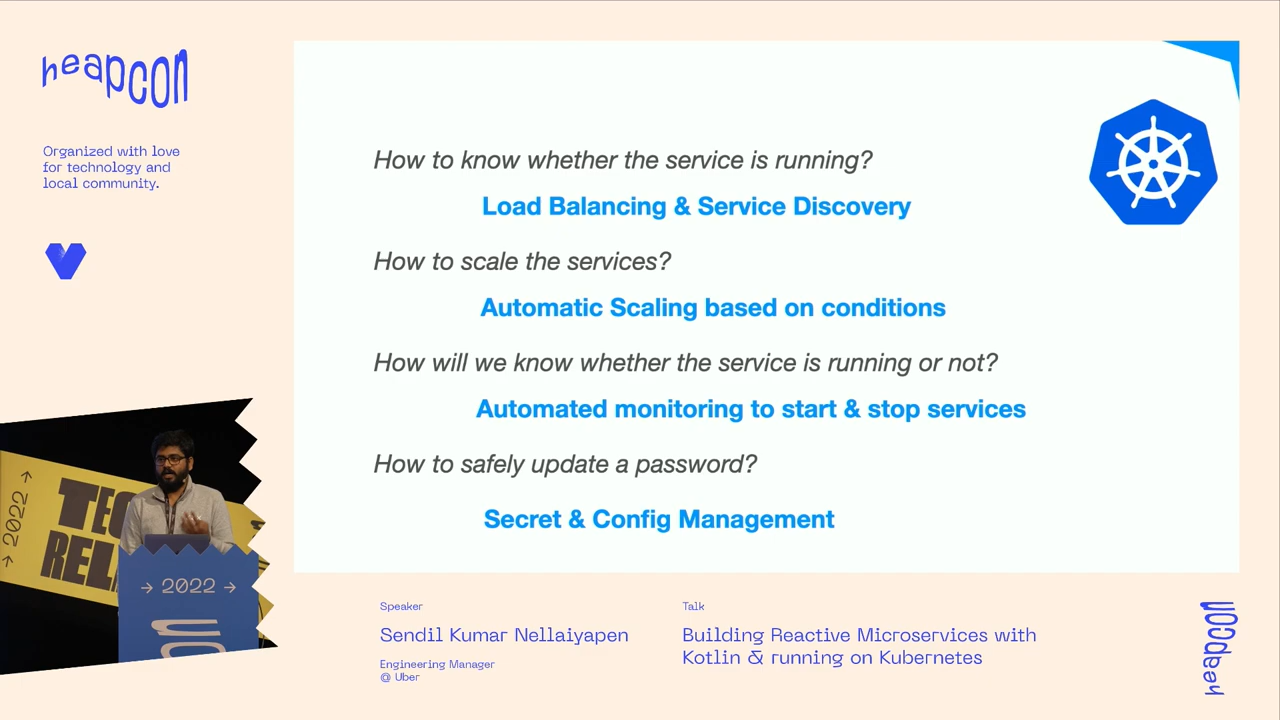 heapcon
Organized with love
for technology and
local community.
How to know whether the service is running?
Load Balancing & Service Discovery
How to scale the services?
Automatic Scaling based on conditions
How will we know whether the service is running or not?
Automated monitoring to start & stop services
How to safely update a password?
Secret & Config Management
→ 2022 →
→ 2022 →
Speaker
Sendil Kumar Nellaiyapen
Engineering Manager
@ Uber
Talk
Building Reactive Microservices with
Kotlin & running on Kubernetes
heapcon